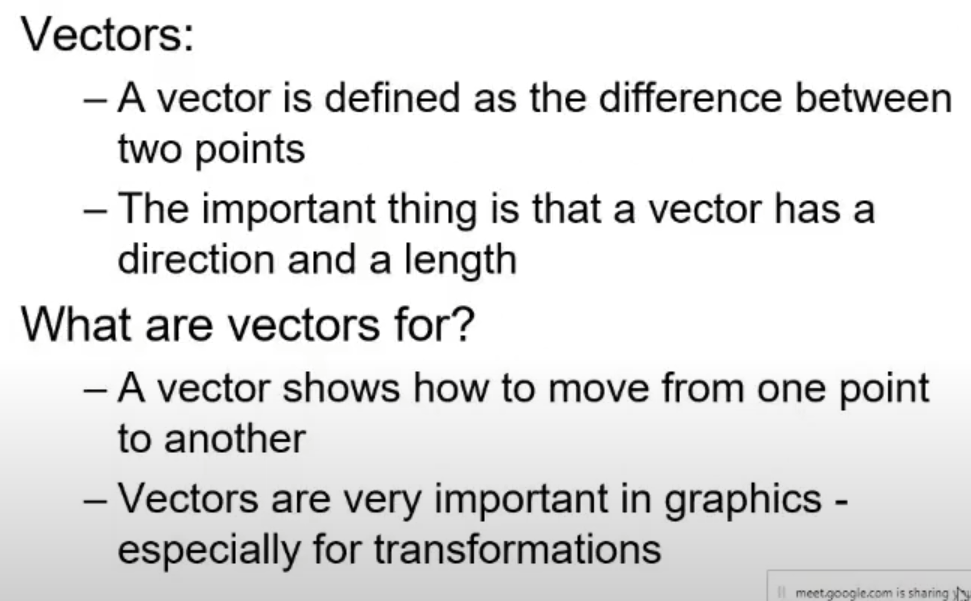 Vectors:
– A vector is defined as the difference between
two points
– The important thing is that a vector has a
direction and a length
What are vectors for?
– A vector shows how to move from one point
to another
– Vectors are very important in graphics -
especially for transformations
meet.google.com is sharing